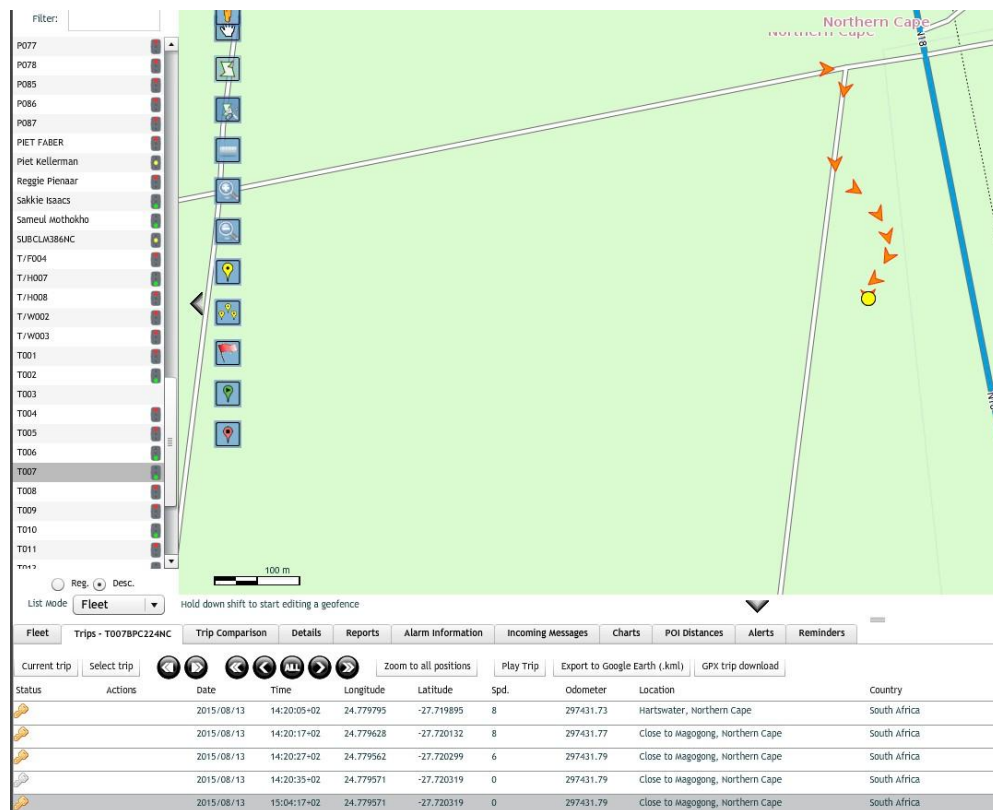 Filter:
P077
P078
P085
P086
P087
PIET FABER
Piet Kellerman
Reggie Pienaar
Sakkie Isaacs
Sameul Mothokho
SUBCLM386NC
T/F004
T/H007
T/H008
T/W002
T/W003
T001
T002
T003
T004
T005
T006
T007
T008
T009
T010
T011
T012
Reg. Desc.
List Mode Fleet
Northern Cape
Northern Cape
N18
100 m
Hold down shift to start editing a geofence
Fleet Trips - T007BPC224NC Trip Comparison Details Reports Alarm Information Incoming Messages Charts POI Distances Alerts Reminders
Current trip Select trip ALL Zoom to all positions Play Trip Export to Google Earth (.kml) GPX trip download
Status Actions Date Time Longitude Latitude Spd. Odometer Location Country
2015/08/13 14:20:05+02 24.779795 -27.719895 8 297431.73 Hartswater, Northern Cape South Africa
2015/08/13 14:20:17+02 24.779628 -27.720132 8 297431.77 Close to Magogong, Northern Cape South Africa
2015/08/13 14:20:27+02 24.779562 -27.720299 6 297431.79 Close to Magogong, Northern Cape South Africa
2015/08/13 14:20:35+02 24.779571 -27.720319 0 297431.79 Close to Magogong, Northern Cape South Africa
2015/08/13 15:04:17+02 24.779571 -27.720319 0 297431.79 Close to Magogong, Northern Cape South Africa